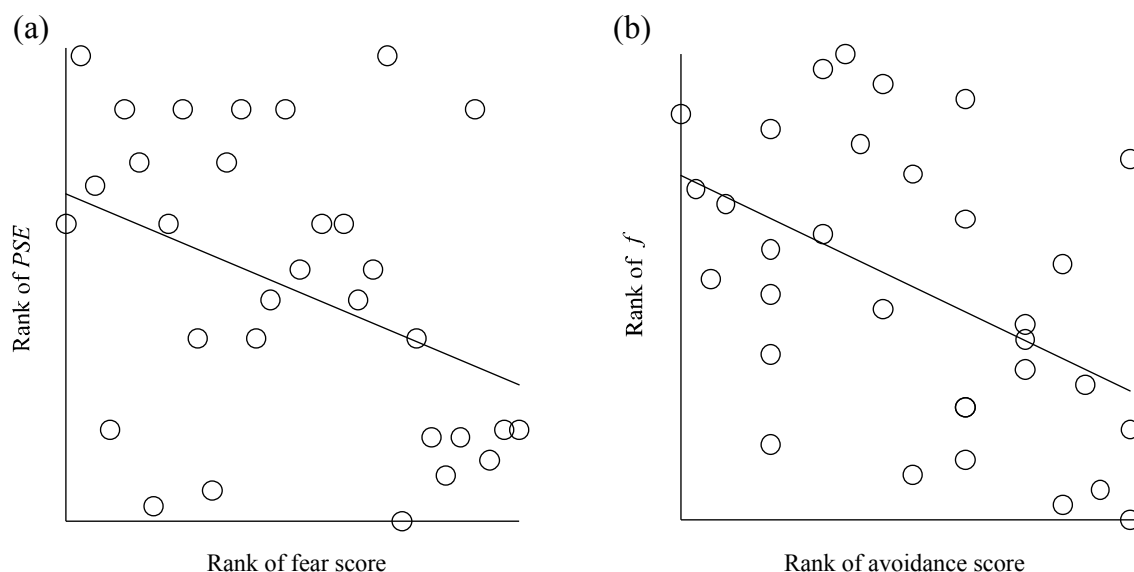 (a)
Rank of PSE
Rank of fear score
(b)
Rank of f
Rank of avoidance score